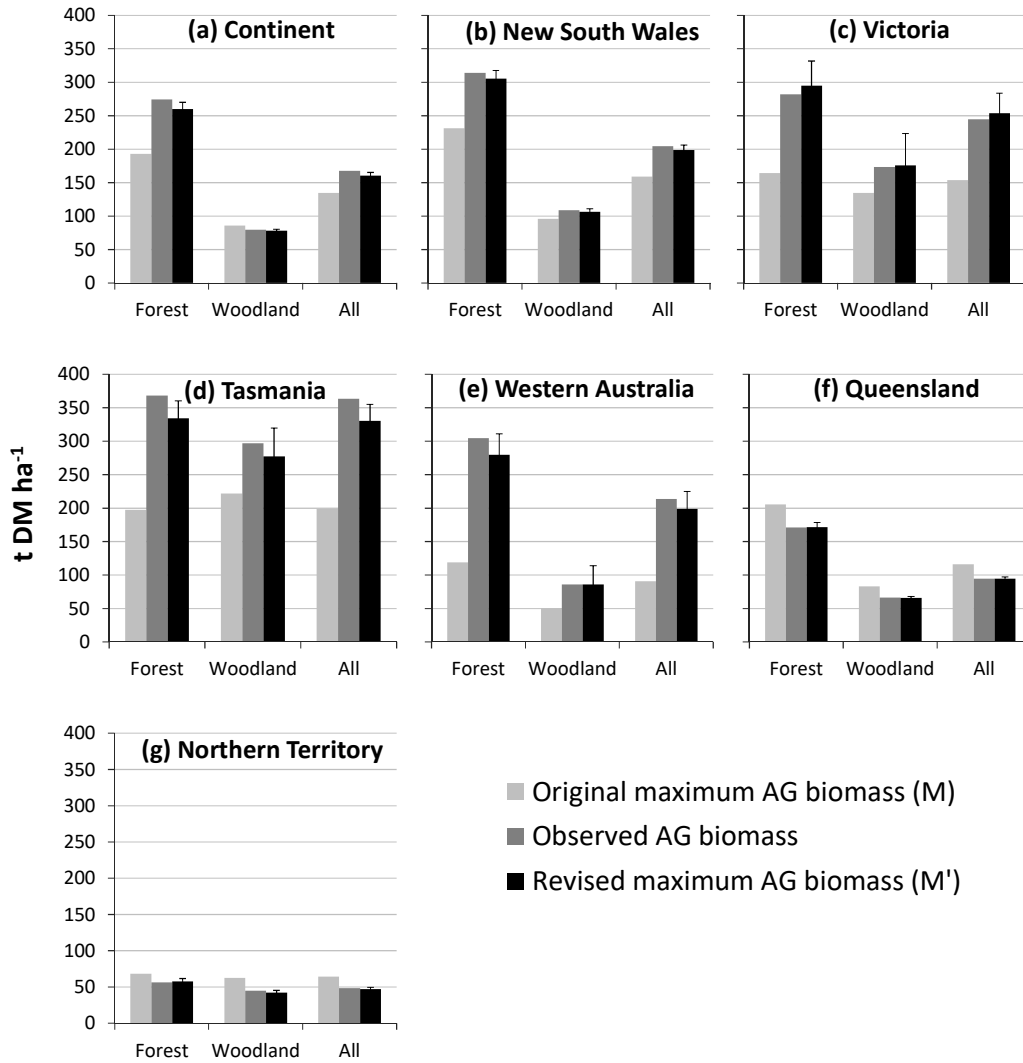 (a) Continent
400
350
300
250
200
150
100
50
0
Forest Woodland All
(b) New South Wales
Forest Woodland All
(c) Victoria
Forest Woodland All
t DM ha⁻¹
(d) Tasmania
400
350
300
250
200
150
100
50
0
Forest Woodland All
(e) Western Australia
Forest Woodland All
(f) Queensland
Forest Woodland All
(g) Northern Territory
400
350
300
250
200
150
100
50
0
Forest Woodland All
Original maximum AG biomass (M)
Observed AG biomass
Revised maximum AG biomass (M')